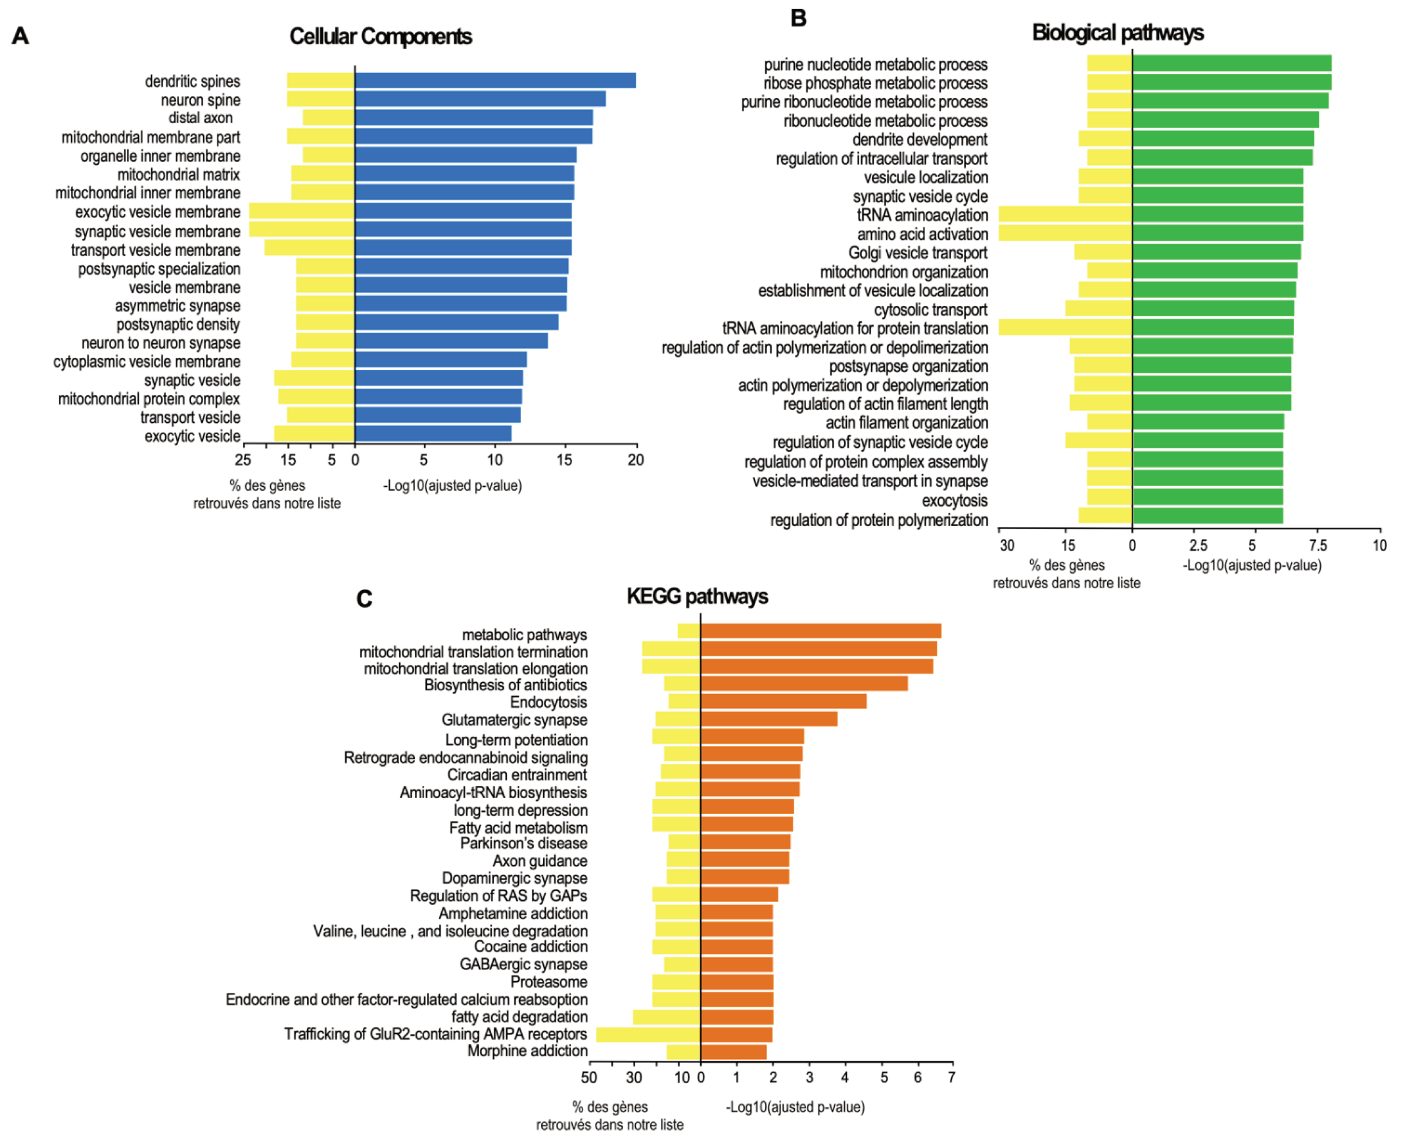 A
Cellular Components
dendritic spines
neuron spine
distal axon
mitochondrial membrane part
organelle inner membrane
mitochondrial matrix
mitochondrial inner membrane
exocytic vesicle membrane
synaptic vesicle membrane
transport vesicle membrane
postsynaptic specialization
vesicle membrane
asymmetric synapse
postsynaptic density
neuron to neuron synapse
cytoplasmic vesicle membrane
synaptic vesicle
mitochondrial protein complex
transport vesicle
exocytic vesicle
25 15 5 0 5 10 15 20
% des gènes
retrouvés dans notre liste
-Log10(ajusted p-value)
B
Biological pathways
purine nucleotide metabolic process
ribose phosphate metabolic process
purine ribonucleotide metabolic process
ribonucleotide metabolic process
dendrite development
regulation of intracellular transport
vesicule localization
synaptic vesicle cycle
tRNA aminoacylation
amino acid activation
Golgi vesicle transport
mitochondrion organization
establishment of vesicule localization
cytosolic transport
tRNA aminoacylation for protein translation
regulation of actin polymerization or depolimerization
postsynapse organization
actin polymerization or depolymerization
regulation of actin filament length
actin filament organization
regulation of synaptic vesicle cycle
regulation of protein complex assembly
vesicle-mediated transport in synapse
exocytosis
regulation of protein polymerization
30 15 0 2.5 5 7.5 10
% des gènes
retrouvés dans notre liste
-Log10(ajusted p-value)
C
KEGG pathways
metabolic pathways
mitochondrial translation termination
mitochondrial translation elongation
Biosynthesis of antibiotics
Endocytosis
Glutamatergic synapse
Long-term potentiation
Retrograde endocannabinoid signaling
Circadian entrainment
Aminoacyl-tRNA biosynthesis
long-term depression
Fatty acid metabolism
Parkinson's disease
Axon guidance
Dopaminergic synapse
Regulation of RAS by GAPs
Amphetamine addiction
Valine, leucine , and isoleucine degradation
Cocaine addiction
GABAergic synapse
Proteasome
Endocrine and other factor-regulated calcium reabsoption
fatty acid degradation
Trafficking of GluR2-containing AMPA receptors
Morphine addiction
50 30 10 0 1 2 3 4 5 6 7
% des gènes
retrouvés dans notre liste
-Log10(ajusted p-value)